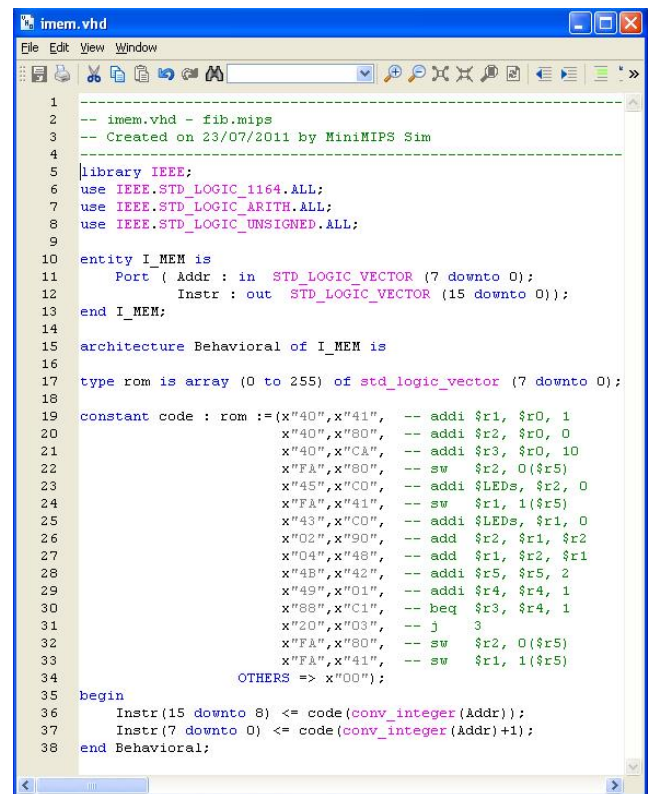 imem.vhd
File Edit View Window
1 ------------------------------------------------------------------
2 -- imem.vhd - fib.mips
3 -- Created on 23/07/2011 by MiniMIPS Sim
4 ------------------------------------------------------------------
5 library IEEE;
6 use IEEE.STD_LOGIC_1164.ALL;
7 use IEEE.STD_LOGIC_ARITH.ALL;
8 use IEEE.STD_LOGIC_UNSIGNED.ALL;
9
10 entity I_MEM is
11     Port ( Addr : in  STD_LOGIC_VECTOR (7 downto 0);
12            Instr : out  STD_LOGIC_VECTOR (15 downto 0));
13 end I_MEM;
14
15 architecture Behavioral of I_MEM is
16
17 type rom is array (0 to 255) of std_logic_vector (7 downto 0);
18
19 constant code : rom :=(x"40",x"41",  -- addi $r1, $r0, 1
20                        x"40",x"80",  -- addi $r2, $r0, 0
21                        x"40",x"CA",  -- addi $r3, $r0, 10
22                        x"FA",x"80",  -- sw   $r2, 0($r5)
23                        x"45",x"C0",  -- addi $LEDs, $r2, 0
24                        x"FA",x"41",  -- sw   $r1, 1($r5)
25                        x"43",x"C0",  -- addi $LEDs, $r1, 0
26                        x"02",x"90",  -- add  $r2, $r1, $r2
27                        x"04",x"48",  -- add  $r1, $r2, $r1
28                        x"4B",x"42",  -- addi $r5, $r5, 2
29                        x"49",x"01",  -- addi $r4, $r4, 1
30                        x"88",x"C1",  -- beq  $r3, $r4, 1
31                        x"20",x"03",  -- j    3
32                        x"FA",x"80",  -- sw   $r2, 0($r5)
33                        x"FA",x"41",  -- sw   $r1, 1($r5)
34                   OTHERS => x"00");
35 begin
36     Instr(15 downto 8) <= code(conv_integer(Addr));
37     Instr(7 downto 0) <= code(conv_integer(Addr)+1);
38 end Behavioral;